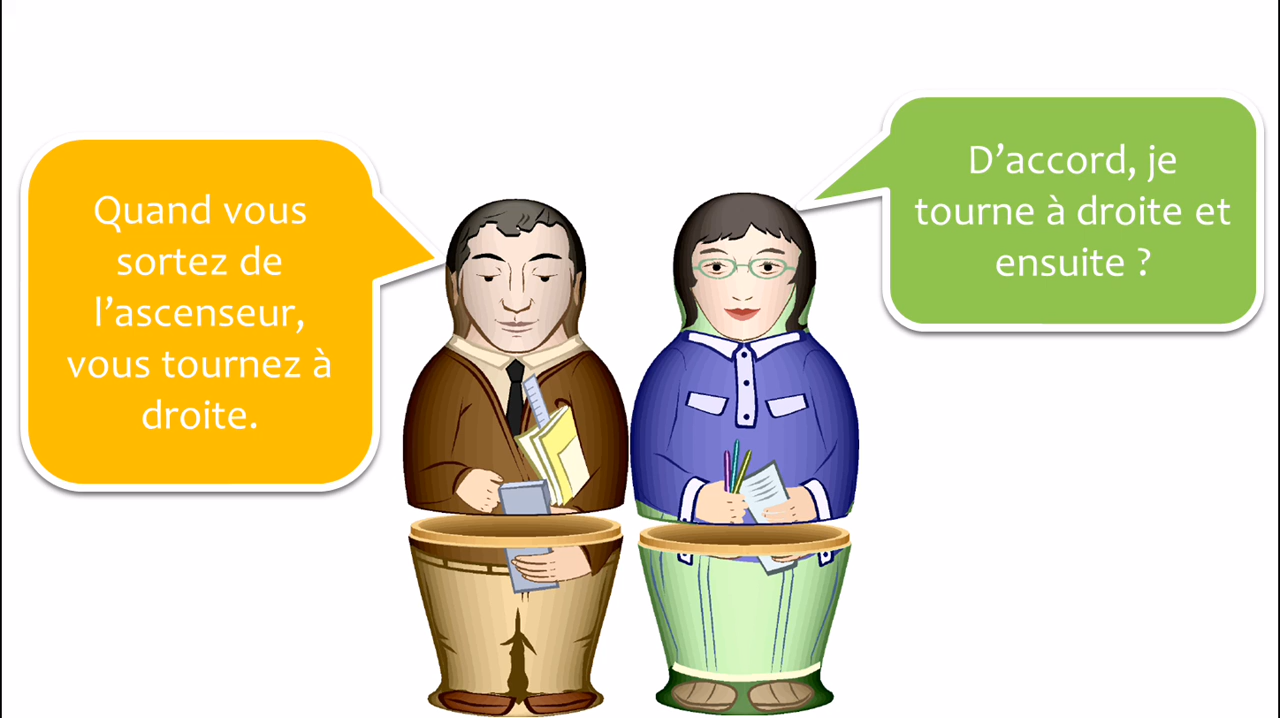 Quand vous
sortez de
l’ascenseur,
vous tournez à
droite.
D’accord, je
tourne à droite et
ensuite ?